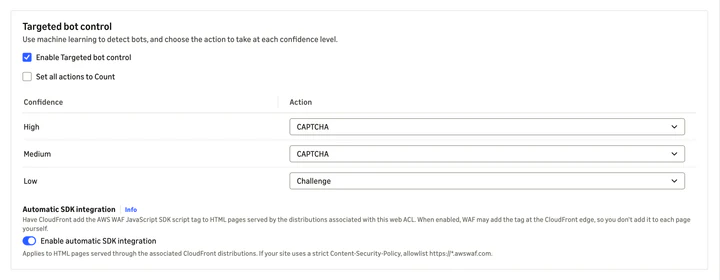 Targeted bot control
Use machine learning to detect bots, and choose the action to take at each confidence level.
Enable Targeted bot control
Set all actions to Count
Confidence Action
High CAPTCHA
Medium CAPTCHA
Low Challenge
Automatic SDK integration Info
Have CloudFront add the AWS WAF JavaScript SDK script tag to HTML pages served by the distributions associated with this web ACL. When enabled, WAF may add the tag at the CloudFront edge, so you don't add it to each page
yourself.
Enable automatic SDK integration
Applies to HTML pages served through the associated CloudFront distributions. If your site uses a strict Content-Security-Policy, allowlist https://*.awswaf.com.